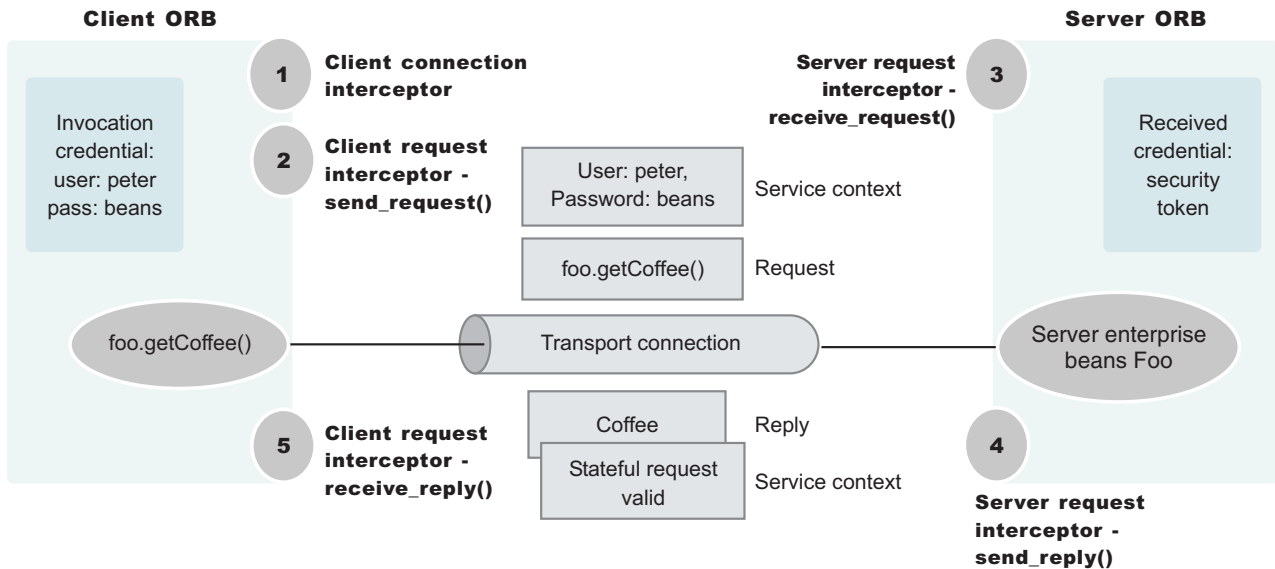 Client ORB
Server ORB
1
Client connection
interceptor
Server request
interceptor -
receive_request()
3
Invocation
credential:
user: peter
pass: beans
2
Client request
interceptor -
send_request()
User: peter,
Password: beans
Service context
Received
credential:
security
token
foo.getCoffee()
Request
foo.getCoffee()
Transport connection
Server enterprise
beans Foo
5
Client request
interceptor -
receive_reply()
Coffee
Reply
Stateful request
valid
Service context
4
Server request
interceptor -
send_reply()